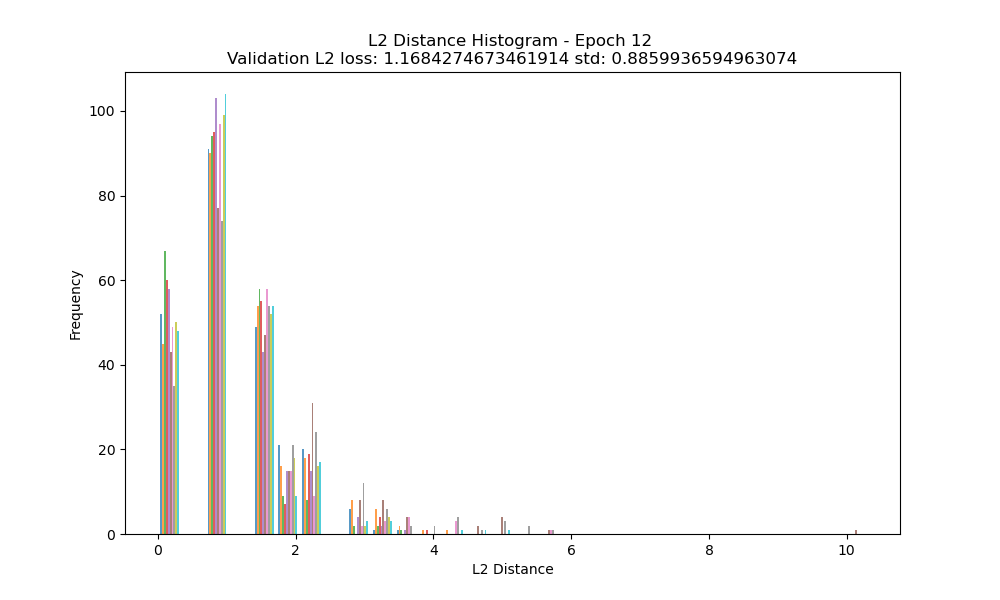 L2 Distance Histogram - Epoch 12
Validation L2 loss: 1.1684274673461914 std: 0.8859936594963074
100
80
60
40
20
0
Frequency
0 2 4 6 8 10
L2 Distance